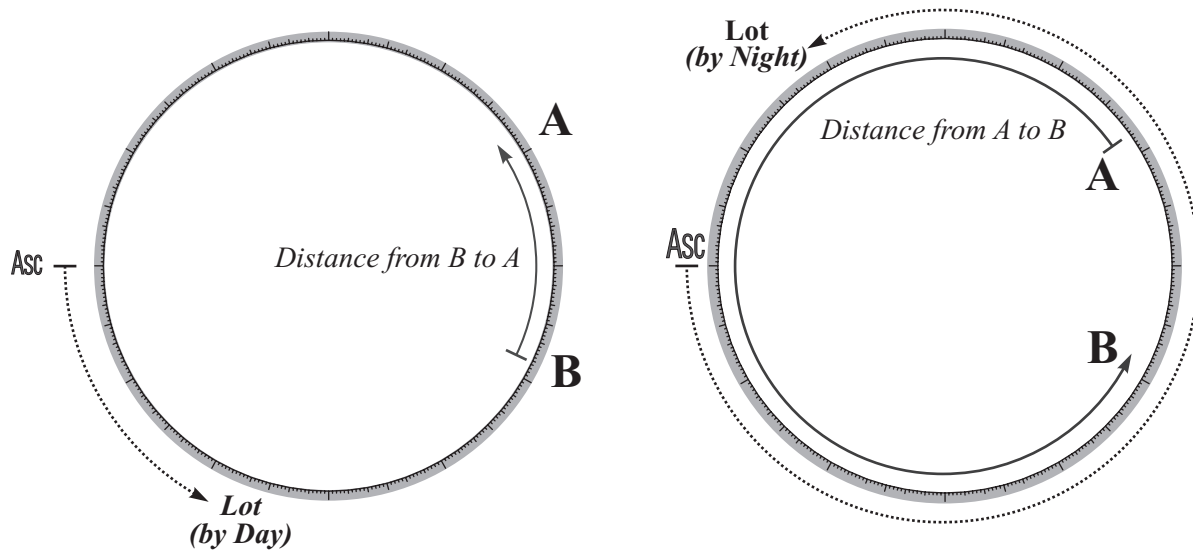 A
Distance from B to A
Asc
B
Lot
(by Day)
Lot
(by Night)
Distance from A to B
A
Asc
B